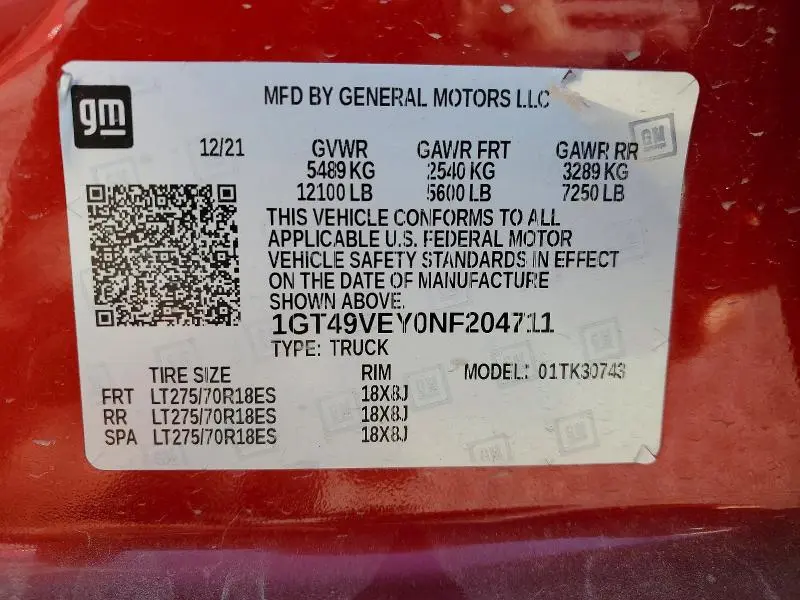 gm
MFD BY GENERAL MOTORS LLC
GM
12/21 GVWR GAWR FRT GAWR RR
5489 KG 2540 KG 3289 KG
12100 LB 5600 LB 7250 LB
THIS VEHICLE CONFORMS TO ALL
APPLICABLE U.S. FEDERAL MOTOR
VEHICLE SAFETY STANDARDS IN EFFECT
ON THE DATE OF MANUFACTURE
SHOWN ABOVE.
1GT49VEY0NF204711
TYPE: TRUCK
TIRE SIZE RIM MODEL: 01TK30743
FRT LT275/70R18ES 18X8J
RR LT275/70R18ES 18X8J
SPA LT275/70R18ES 18X8J